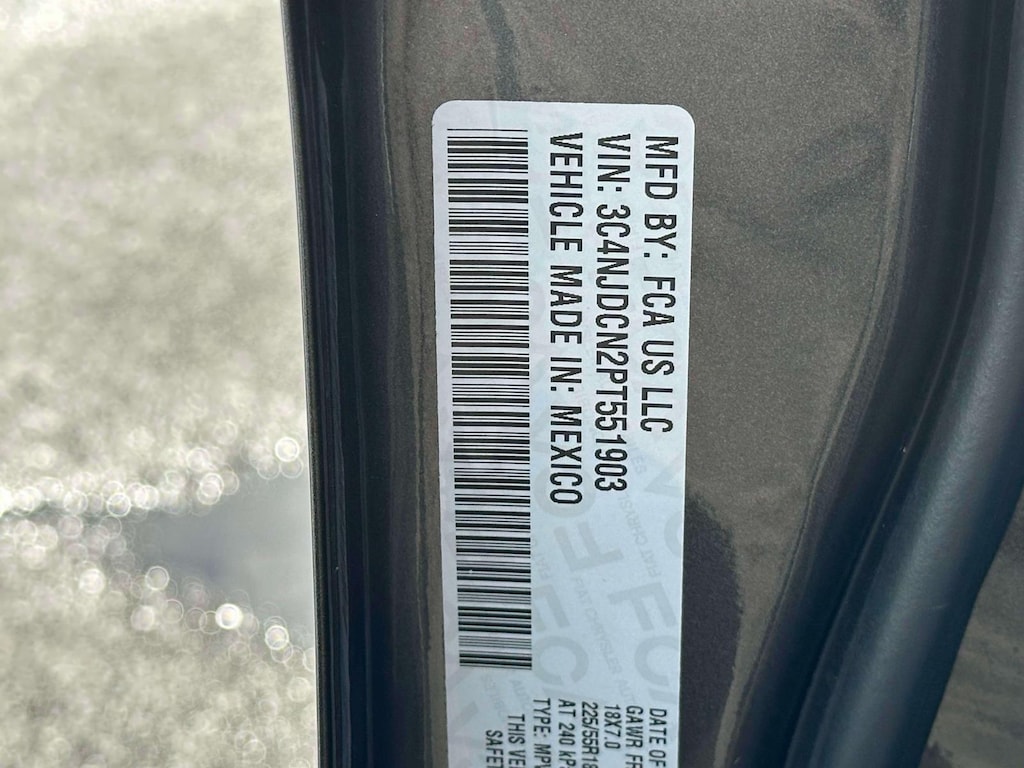 MFD BY: FCA US LLC
VIN: 3C4NJDCN2PT551903
VEHICLE MADE IN: MEXICO
DATE OF
GAWR FR
18X7.0
225/55R18
AT 240 kPa
TYPE: MPV
THIS VE
SAFET